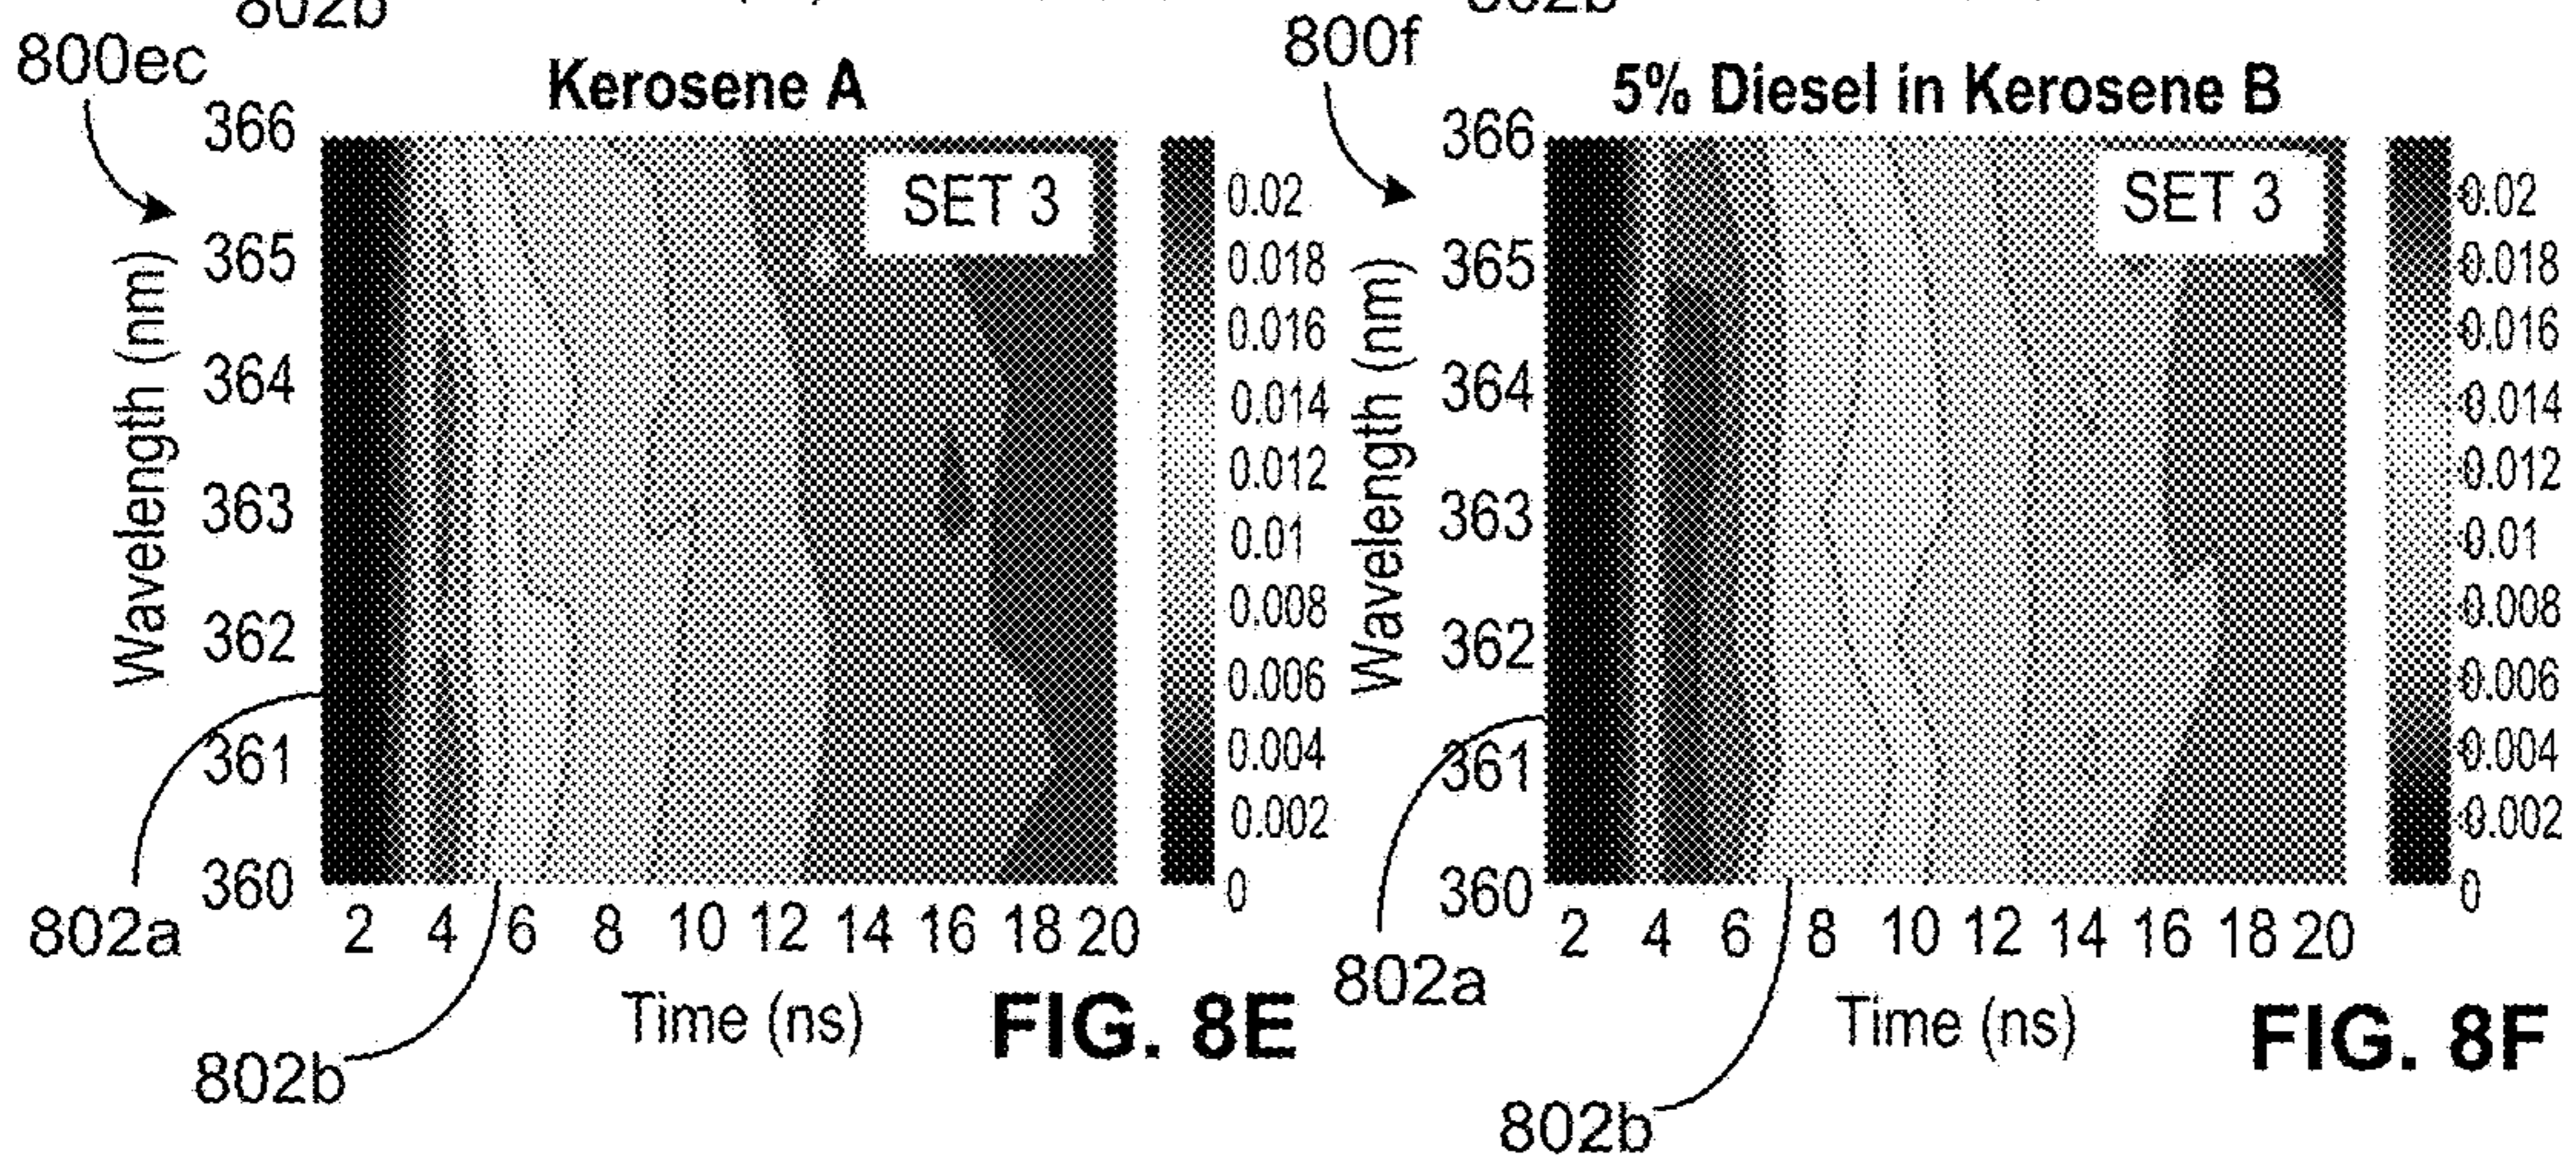 802b
802b
800ec
Kerosene A
366
365
364
363
362
361
360
Wavelength (nm)
SET 3
0.02
0.018
0.016
0.014
0.012
0.01
0.008
0.006
0.004
0.002
0
2 4 6 8 10 12 14 16 18 20
Time (ns)
802a
802b
FIG. 8E
800f
5% Diesel in Kerosene B
366
365
364
363
362
361
360
Wavelength (nm)
SET 3
0.02
0.018
0.016
0.014
0.012
0.01
0.008
0.006
0.004
0.002
0
2 4 6 8 10 12 14 16 18 20
Time (ns)
802a
802b
FIG. 8F